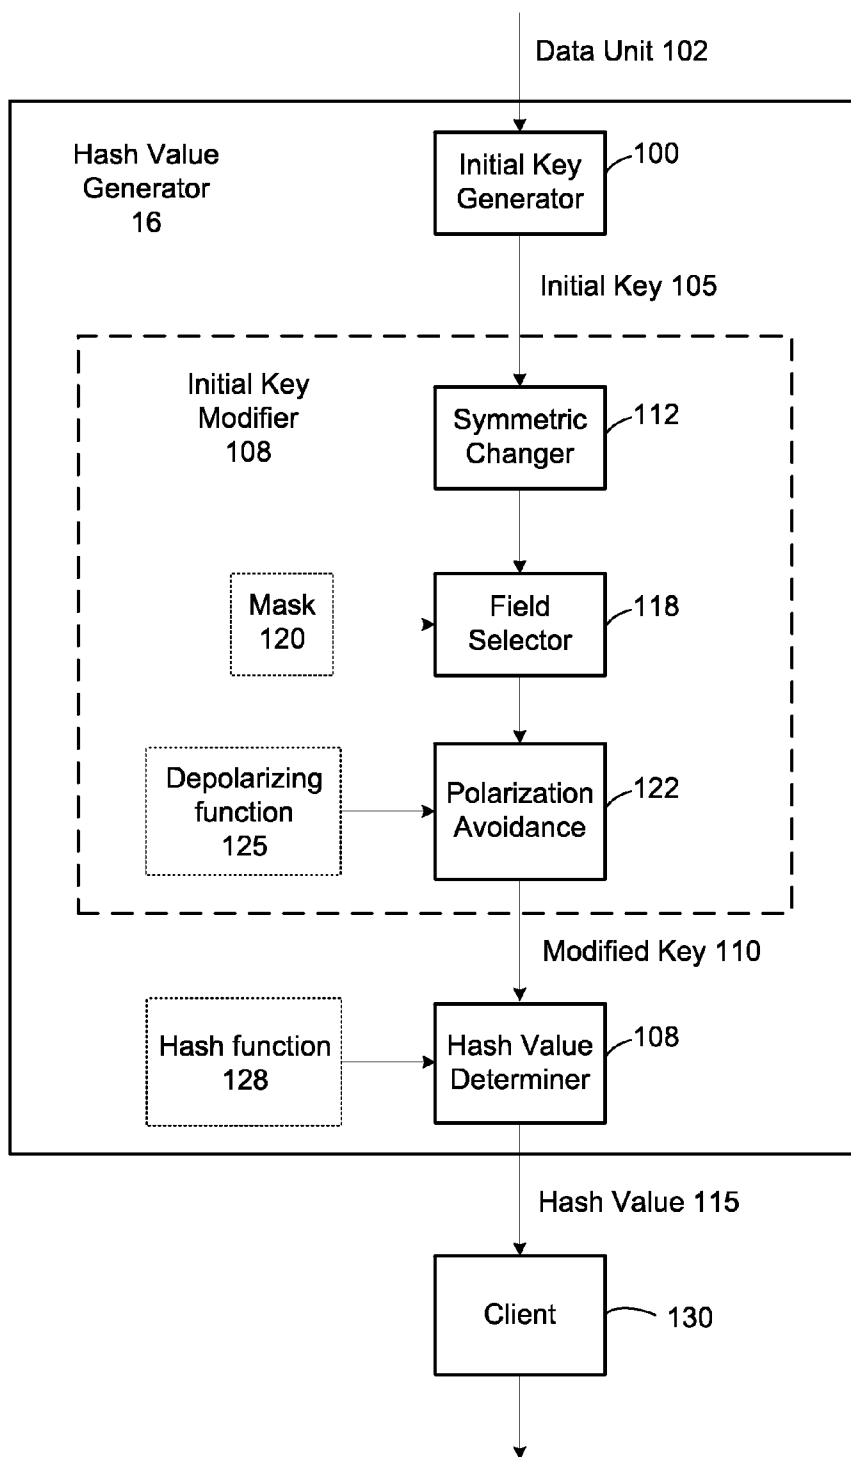 Data Unit 102
Hash Value
Generator
16
Initial Key
Generator
100
Initial Key 105
Initial Key
Modifier
108
Symmetric
Changer
112
Mask
120
Field
Selector
118
Depolarizing
function
125
Polarization
Avoidance
122
Modified Key 110
Hash function
128
Hash Value
Determiner
108
Hash Value 115
Client
130